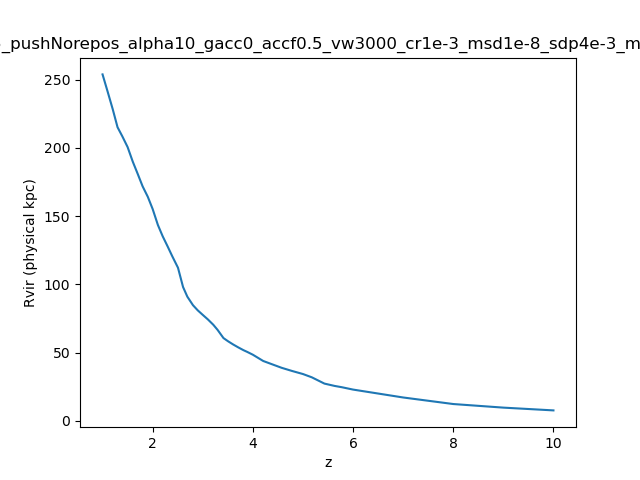 _pushNorepos_alpha10_gacc0_accf0.5_vw3000_cr1e-3_msd1e-8_sdp4e-3_m
250
200
150
100
50
0
Rvir (physical kpc)
2 4 6 8 10
z